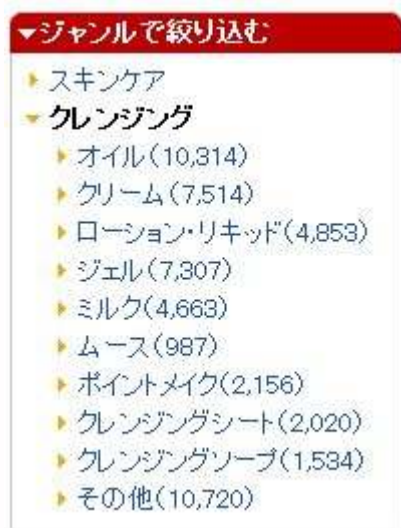 ジャンルで絞り込む
スキンケア
クレンジング
オイル(10,314)
クリーム(7,514)
ローション・リキッド(4,853)
ジェル(7,307)
ミルク(4,663)
ムース(987)
ポイントメイク(2,156)
クレンジングシート(2,020)
クレンジングソープ(1,534)
その他(10,720)